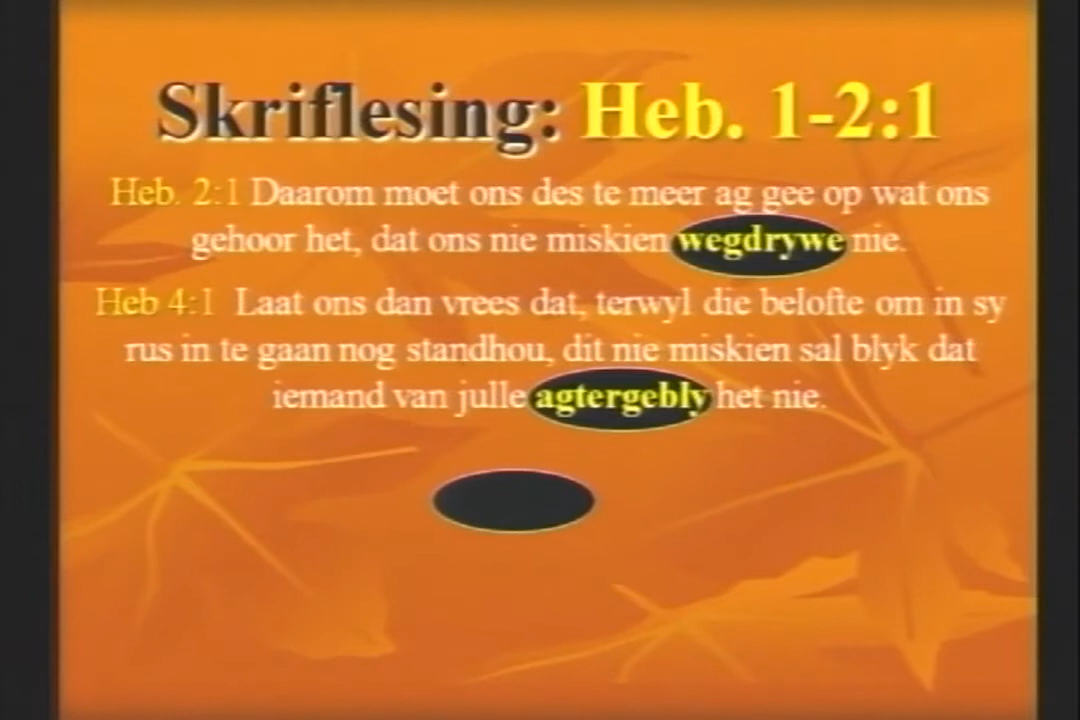 Skriflesing: Heb. 1-2:1
Heb. 2:1 Daarom moet ons des te meer ag gee op wat ons
gehoor het, dat ons nie miskien wegdrywe nie.
Heb 4:1 Laat ons dan vrees dat, terwyl die belofte om in sy
rus in te gaan nog standhou, dit nie miskien sal blyk dat
iemand van julle agtergebly het nie.